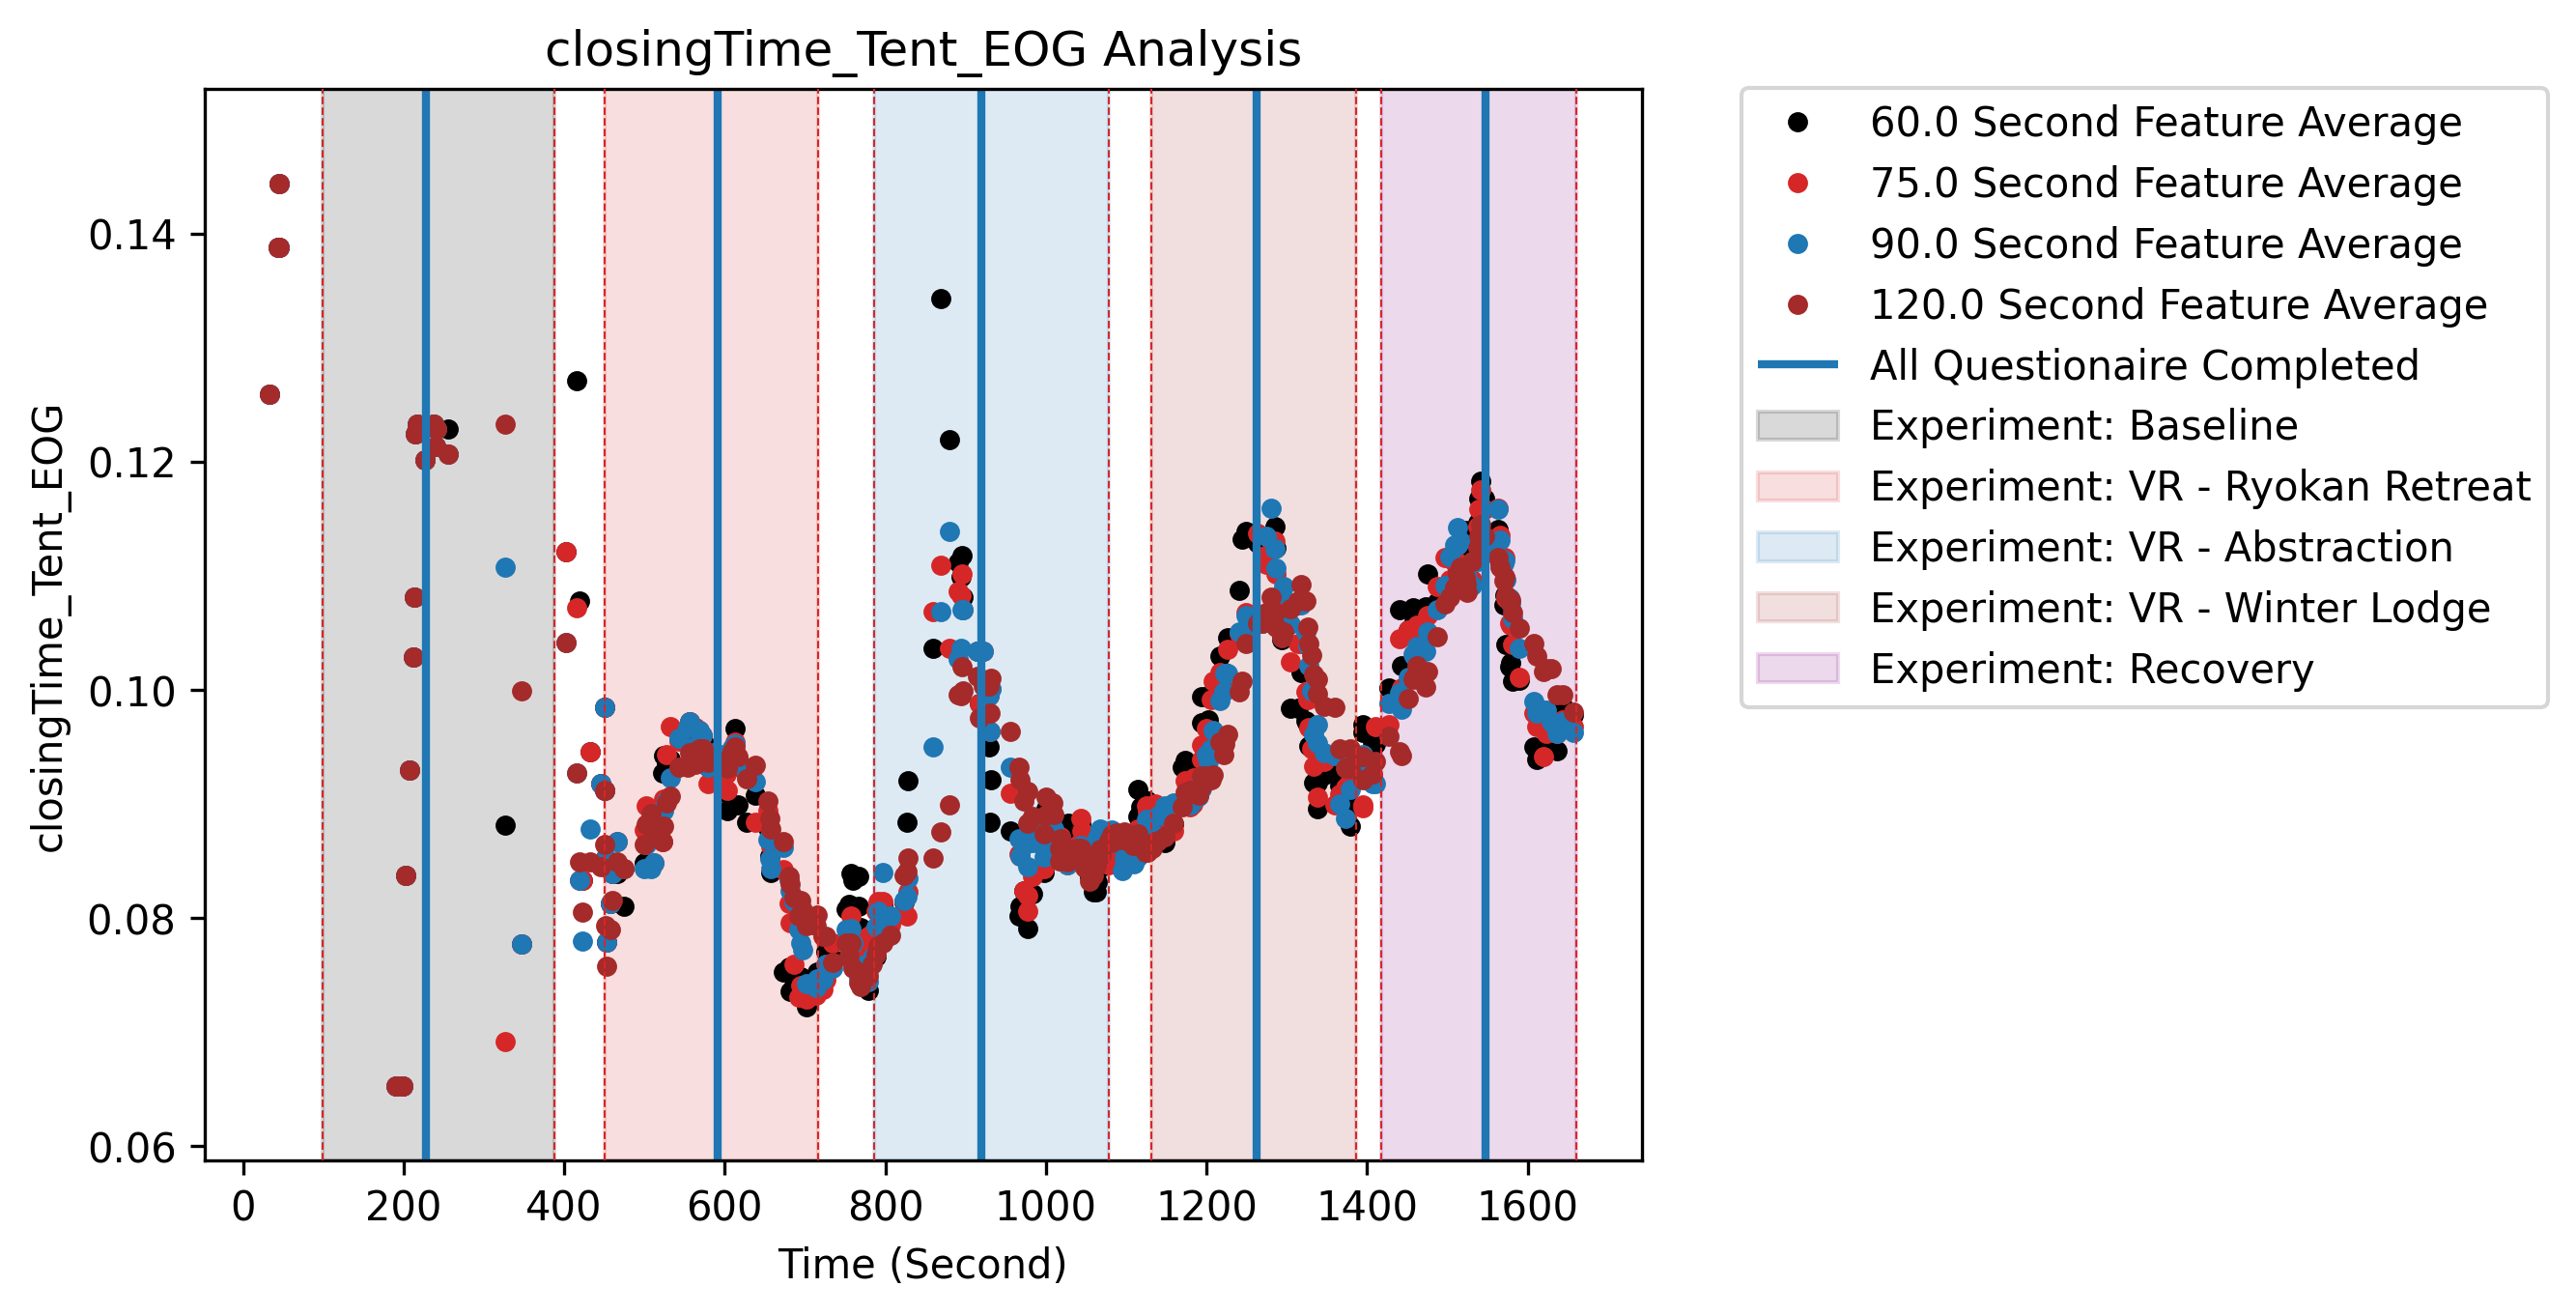 closingTime_Tent_EOG Analysis
closingTime_Tent_EOG
0.14
0.12
0.10
0.08
0.06
0 200 400 600 800 1000 1200 1400 1600
Time (Second)
60.0 Second Feature Average
75.0 Second Feature Average
90.0 Second Feature Average
120.0 Second Feature Average
All Questionaire Completed
Experiment: Baseline
Experiment: VR - Ryokan Retreat
Experiment: VR - Abstraction
Experiment: VR - Winter Lodge
Experiment: Recovery